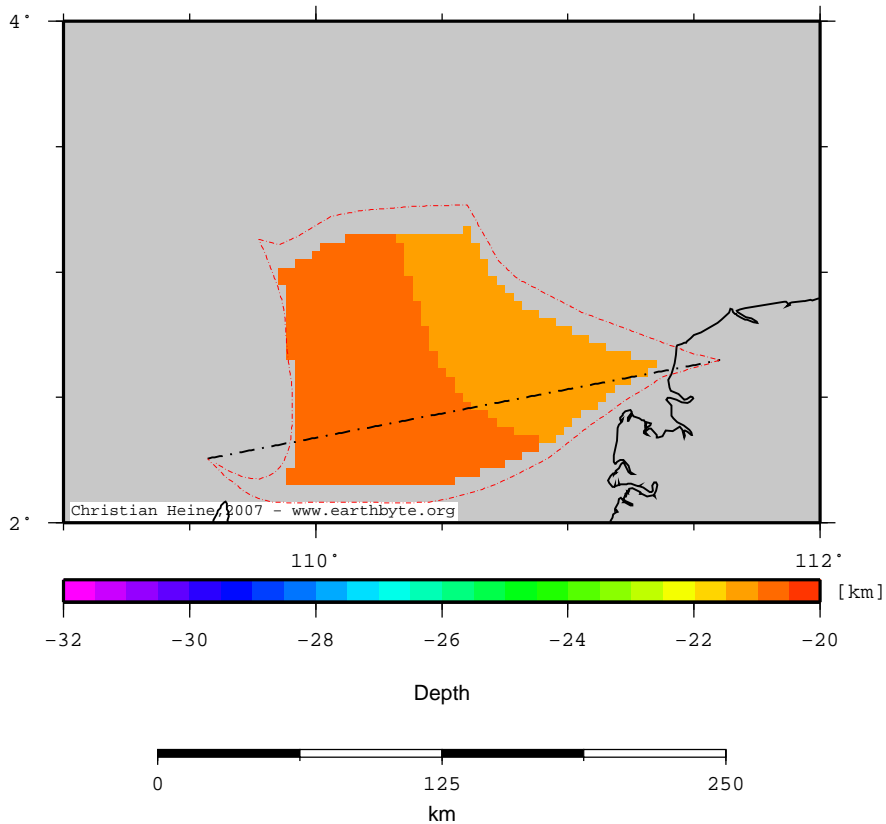 4°
2°
Christian Heine,2007 - www.earthbyte.org
110° 112°
[km]
-32 -30 -28 -26 -24 -22 -20
Depth
0 125 250
km